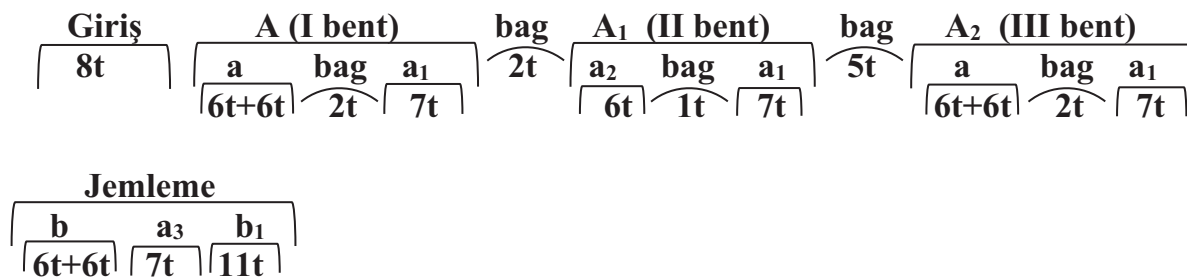 Giriş A (I bent) bag A₁ (II bent) bag A₂ (III bent)
8t a bag a₁ 2t a₂ bag a₁ 5t a bag a₁
6t+6t 2t 7t 6t 1t 7t 6t+6t 2t 7t
Jemleme
b a₃ b₁
6t+6t 7t 11t